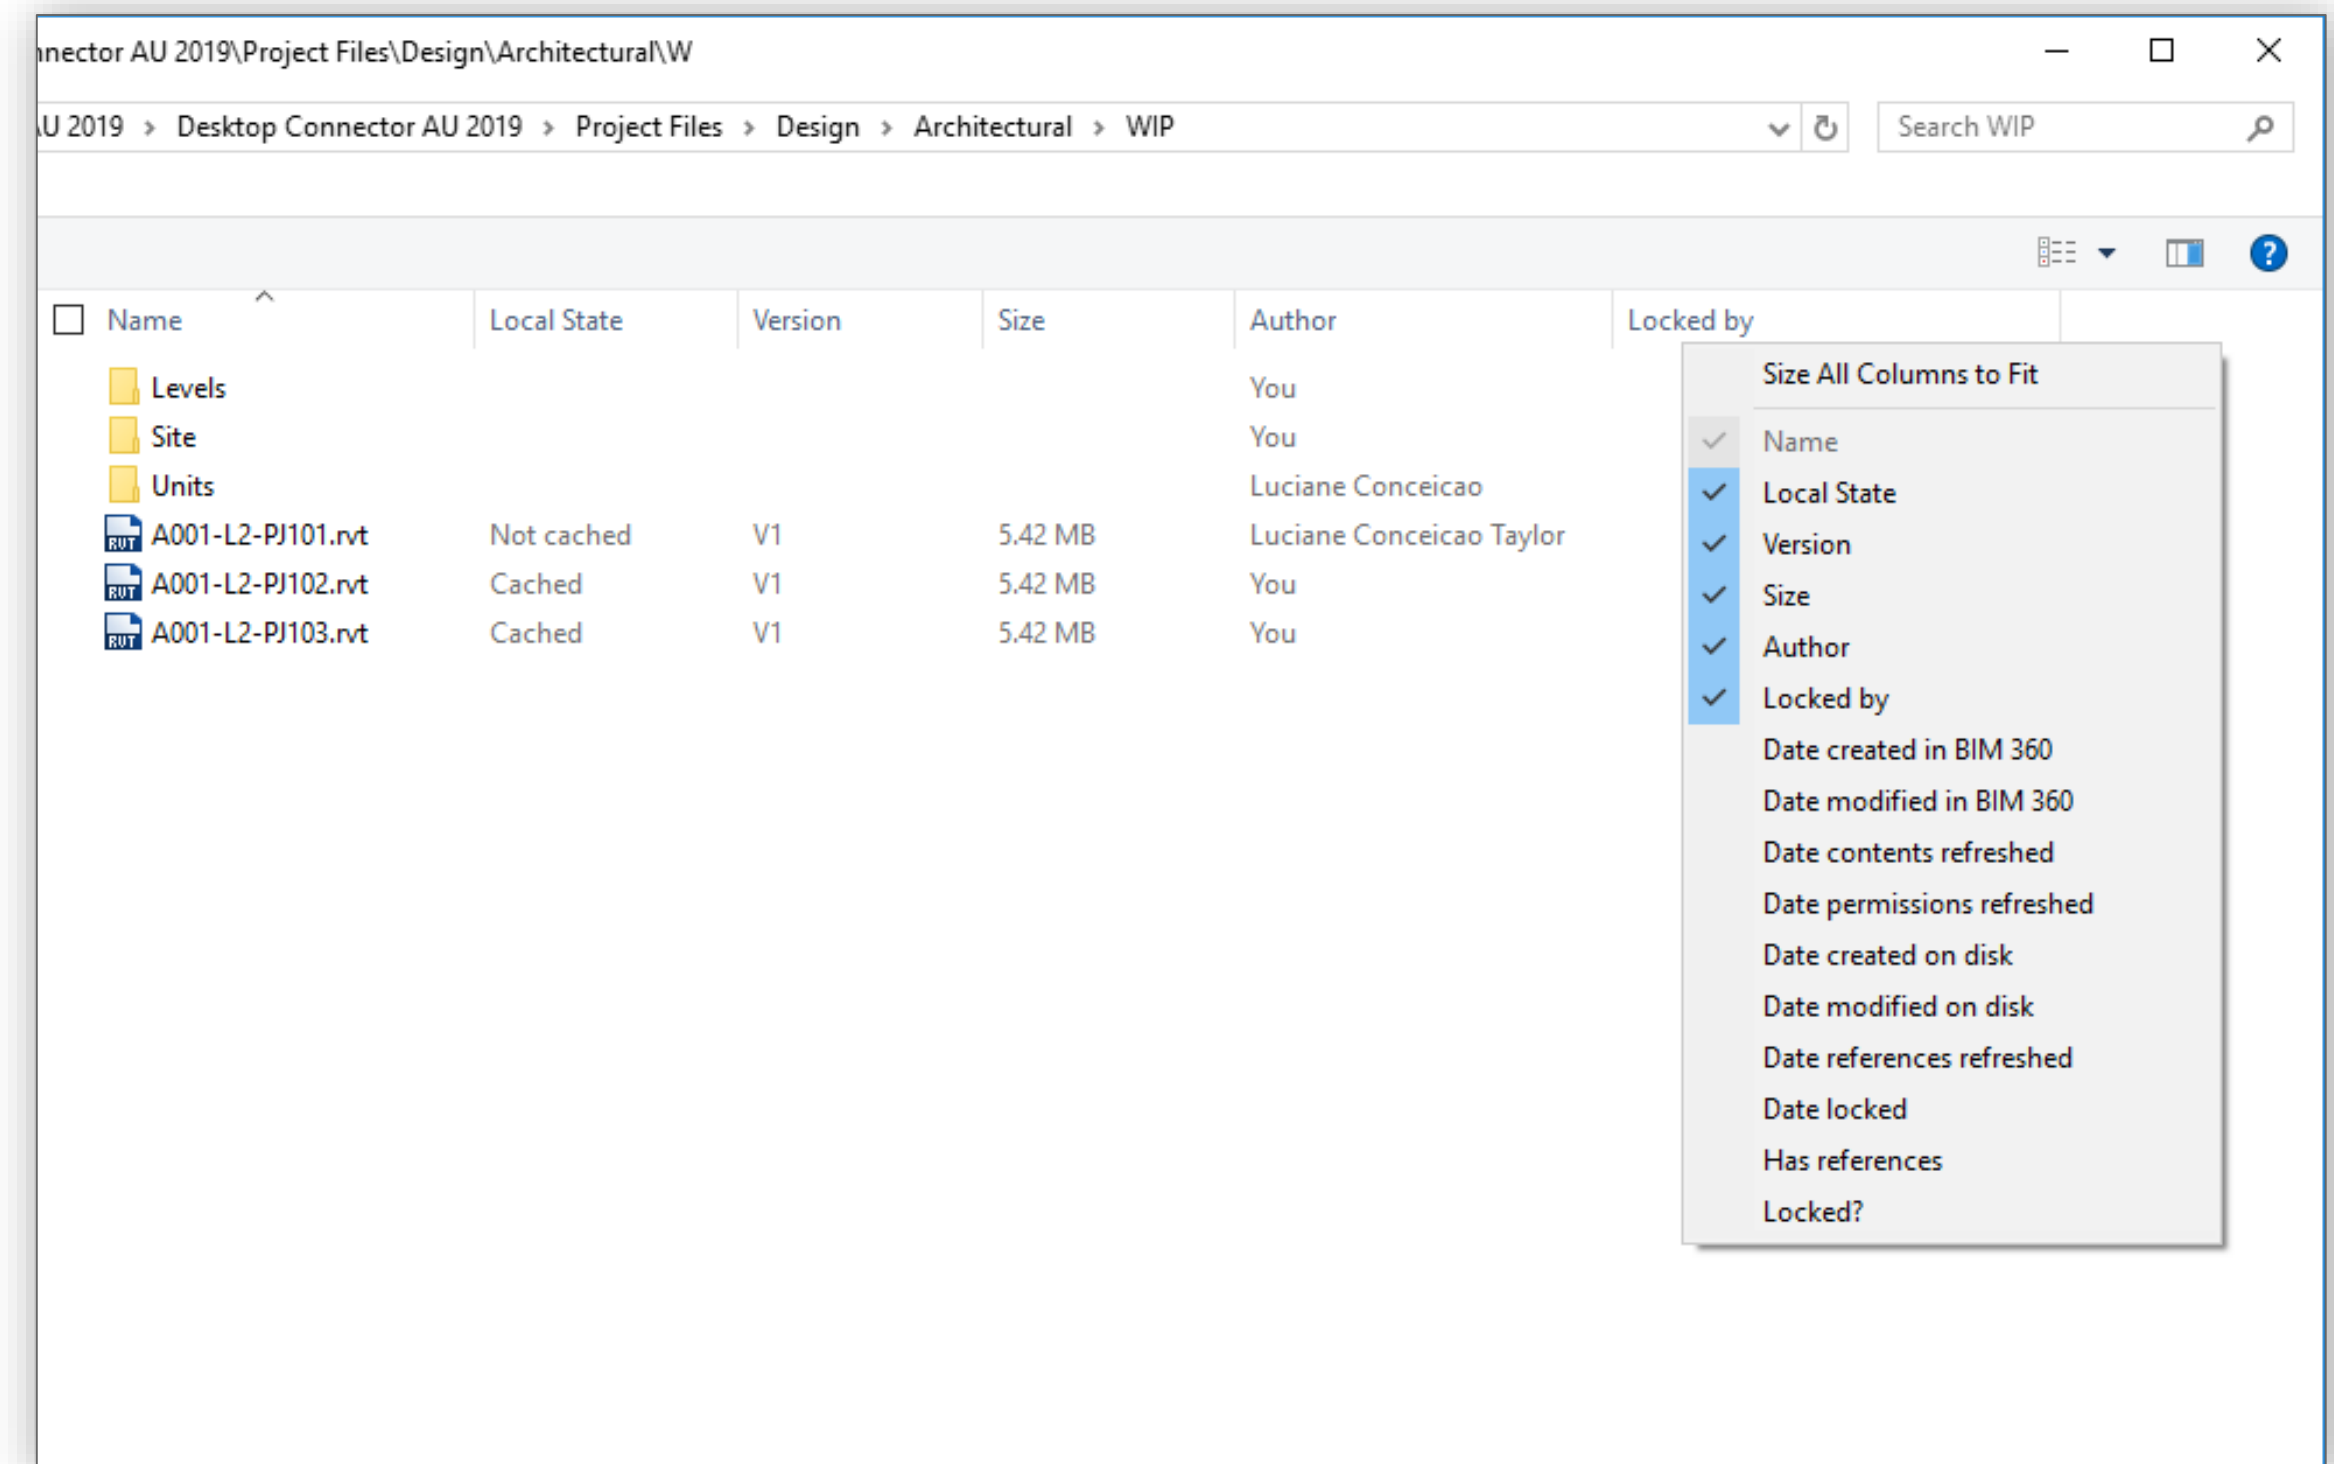 nnector AU 2019\Project Files\Design\Architectural\W
AU 2019 > Desktop Connector AU 2019 > Project Files > Design > Architectural > WIP
Search WIP
?
Name Local State Version Size Author Locked by
Levels You
Site You
Units Luciane Conceicao
RVT A001-L2-PJ101.rvt Not cached V1 5.42 MB Luciane Conceicao Taylor
RVT A001-L2-PJ102.rvt Cached V1 5.42 MB You
RVT A001-L2-PJ103.rvt Cached V1 5.42 MB You
Size All Columns to Fit
Name
Local State
Version
Size
Author
Locked by
Date created in BIM 360
Date modified in BIM 360
Date contents refreshed
Date permissions refreshed
Date created on disk
Date modified on disk
Date references refreshed
Date locked
Has references
Locked?